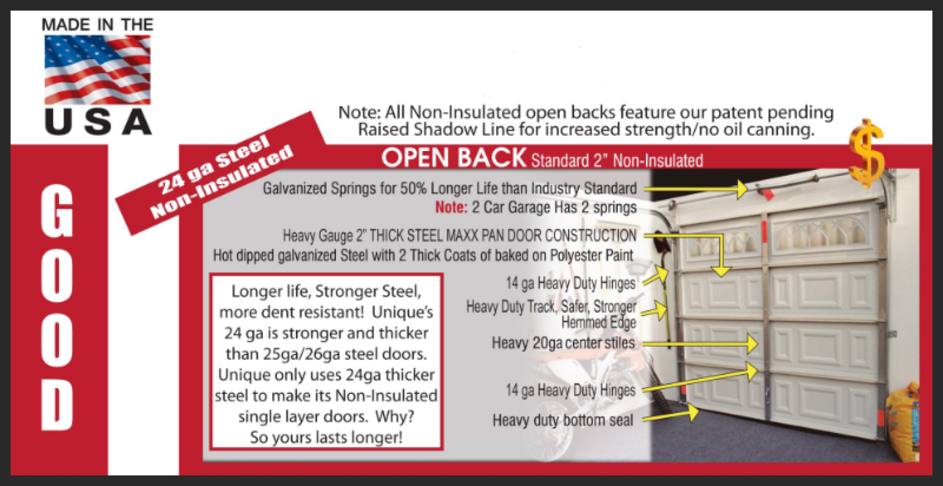 MADE IN THE
USA
Note: All Non-Insulated open backs feature our patent pending
Raised Shadow Line for increased strength/no oil canning.
24 ga Steel
Non-Insulated
$
OPEN BACK Standard 2" Non-Insulated
GOOD
Galvanized Springs for 50% Longer Life than Industry Standard
Note: 2 Car Garage Has 2 springs
Heavy Gauge 2" THICK STEEL MAXX PAN DOOR CONSTRUCTION
Hot dipped galvanized Steel with 2 Thick Coats of baked on Polyester Paint
14 ga Heavy Duty Hinges
Heavy Duty Track, Safer, Stronger
Hemmed Edge
Heavy 20ga center stiles
14 ga Heavy Duty Hinges
Heavy duty bottom seal
Longer life, Stronger Steel,
more dent resistant! Unique's
24 ga is stronger and thicker
than 25ga/26ga steel doors.
Unique only uses 24ga thicker
steel to make its Non-Insulated
single layer doors. Why?
So yours lasts longer!